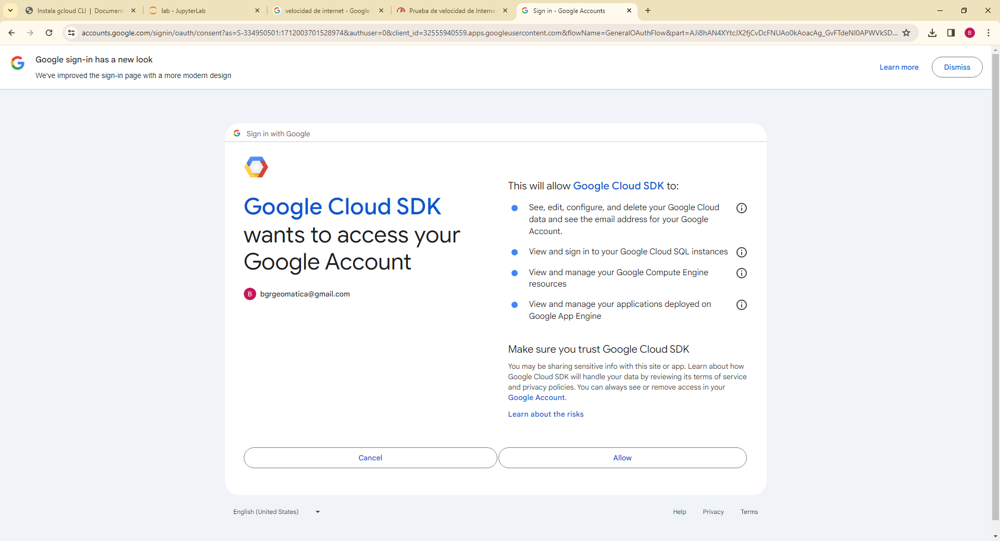 Instala gcloud CLI | Document
lab - JupyterLab
velocidad de internet - Google
Prueba de velocidad de Interne
Sign in - Google Accounts
accounts.google.com/signin/oauth/consent?as=S-334950501:1712003701528974&authuser=0&client_id=32555940559.apps.googleusercontent.com&flowName=GeneralOAuthFlow&part=AJi8hAN4XYtcJX2fjCvDcFNUAo0kAoacAg_GvFTdeNI0APWVkSD...
B
Google sign-in has a new look
We've improved the sign-in page with a more modern design
Learn more
Dismiss
Sign in with Google
Google Cloud SDK
wants to access your
Google Account
B bgrgeomatica@gmail.com
This will allow Google Cloud SDK to:
See, edit, configure, and delete your Google Cloud
data and see the email address for your Google
Account.
View and sign in to your Google Cloud SQL instances
View and manage your Google Compute Engine
resources
View and manage your applications deployed on
Google App Engine
Make sure you trust Google Cloud SDK
You may be sharing sensitive info with this site or app. Learn about how
Google Cloud SDK will handle your data by reviewing its terms of service
and privacy policies. You can always see or remove access in your
Google Account.
Learn about the risks
Cancel
Allow
English (United States)
Help
Privacy
Terms